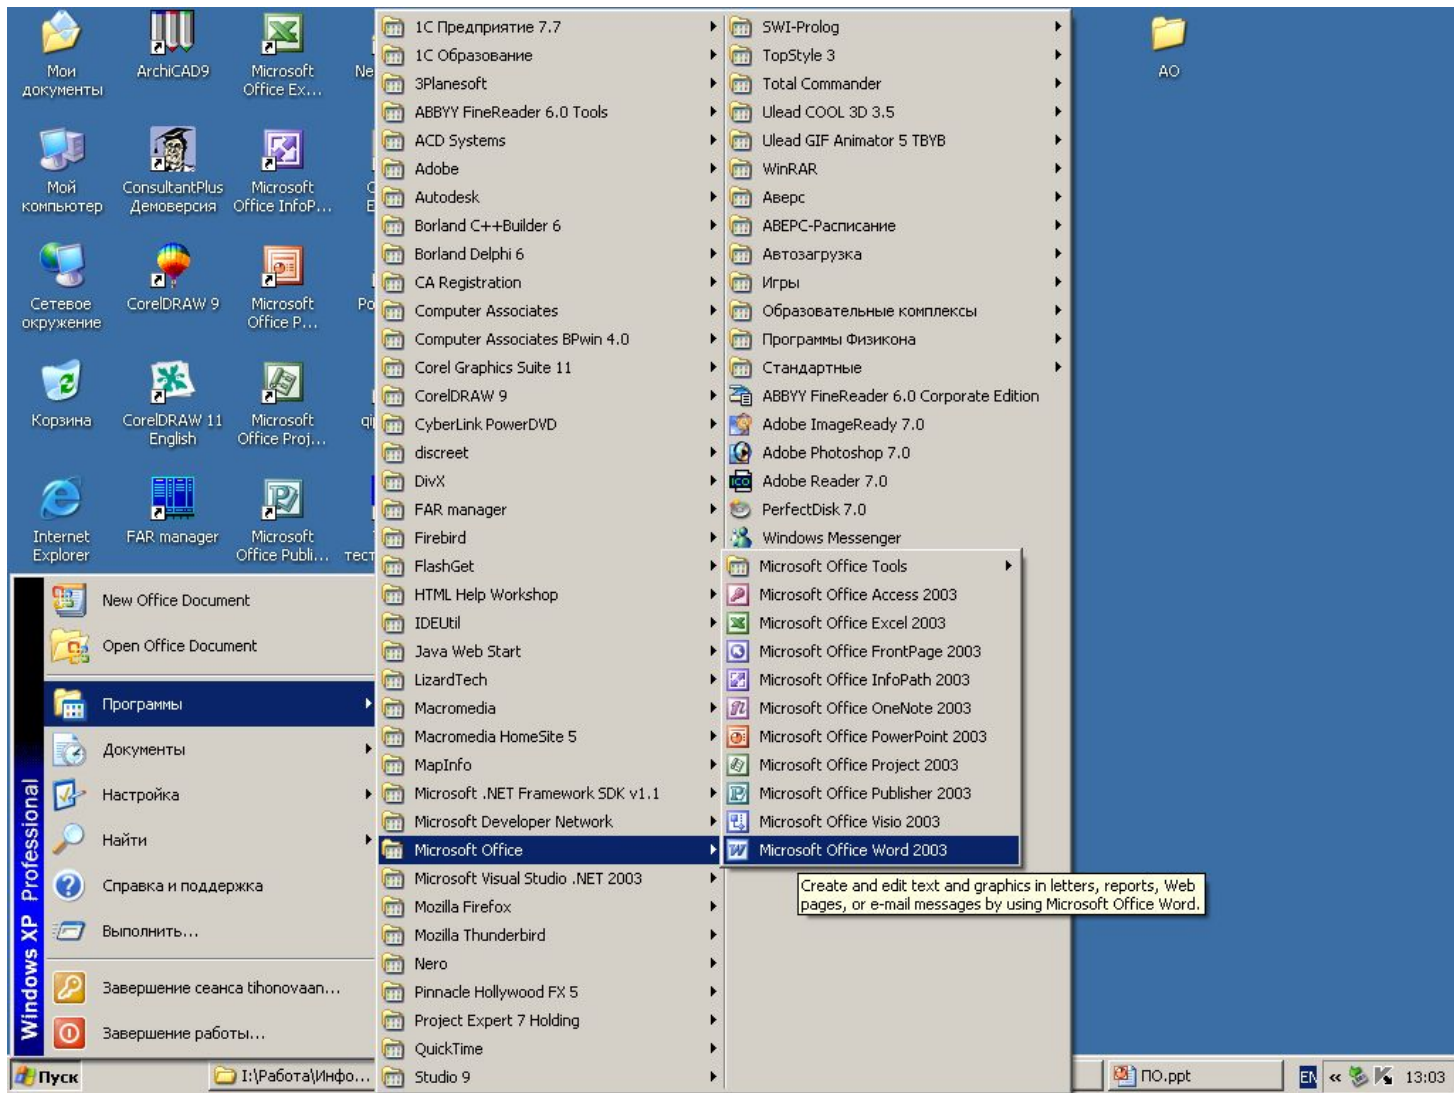 Мои
документы
ArchiCAD9
Microsoft
Office Ex...
Ne
Мой
компьютер
ConsultantPlus
Демоверсия
Microsoft
Office InfoP...
Сетевое
окружение
CorelDRAW 9
Microsoft
Office P...
Po
Корзина
CorelDRAW 11
English
Microsoft
Office Proj...
qi
Internet
Explorer
FAR manager
Microsoft
Office Publi...
тест
АО
New Office Document
Open Office Document
Программы
Документы
Настройка
Найти
Справка и поддержка
Выполнить...
Завершение сеанса tihonovaan...
Завершение работы...
Windows XP Professional
1С Предприятие 7.7
1С Образование
3Planesoft
ABBYY FineReader 6.0 Tools
ACD Systems
Adobe
Autodesk
Borland C++Builder 6
Borland Delphi 6
CA Registration
Computer Associates
Computer Associates BPwin 4.0
Corel Graphics Suite 11
CorelDRAW 9
CyberLink PowerDVD
discreet
DivX
FAR manager
Firebird
FlashGet
HTML Help Workshop
IDEUtil
Java Web Start
LizardTech
Macromedia
Macromedia HomeSite 5
MapInfo
Microsoft .NET Framework SDK v1.1
Microsoft Developer Network
Microsoft Office
Microsoft Visual Studio .NET 2003
Mozilla Firefox
Mozilla Thunderbird
Nero
Pinnacle Hollywood FX 5
Project Expert 7 Holding
QuickTime
Studio 9
SWI-Prolog
TopStyle 3
Total Commander
Ulead COOL 3D 3.5
Ulead GIF Animator 5 TBYB
WinRAR
Аверс
АВЕРС-Расписание
Автозагрузка
Игры
Образовательные комплексы
Программы Физикона
Стандартные
ABBYY FineReader 6.0 Corporate Edition
Adobe ImageReady 7.0
Adobe Photoshop 7.0
Adobe Reader 7.0
PerfectDisk 7.0
Windows Messenger
Microsoft Office Tools
Microsoft Office Access 2003
Microsoft Office Excel 2003
Microsoft Office FrontPage 2003
Microsoft Office InfoPath 2003
Microsoft Office OneNote 2003
Microsoft Office PowerPoint 2003
Microsoft Office Project 2003
Microsoft Office Publisher 2003
Microsoft Office Visio 2003
Microsoft Office Word 2003
Create and edit text and graphics in letters, reports, Web
pages, or e-mail messages by using Microsoft Office Word.
Пуск
I:\Работа\Инфо...
ПО.ppt
EN
13:03